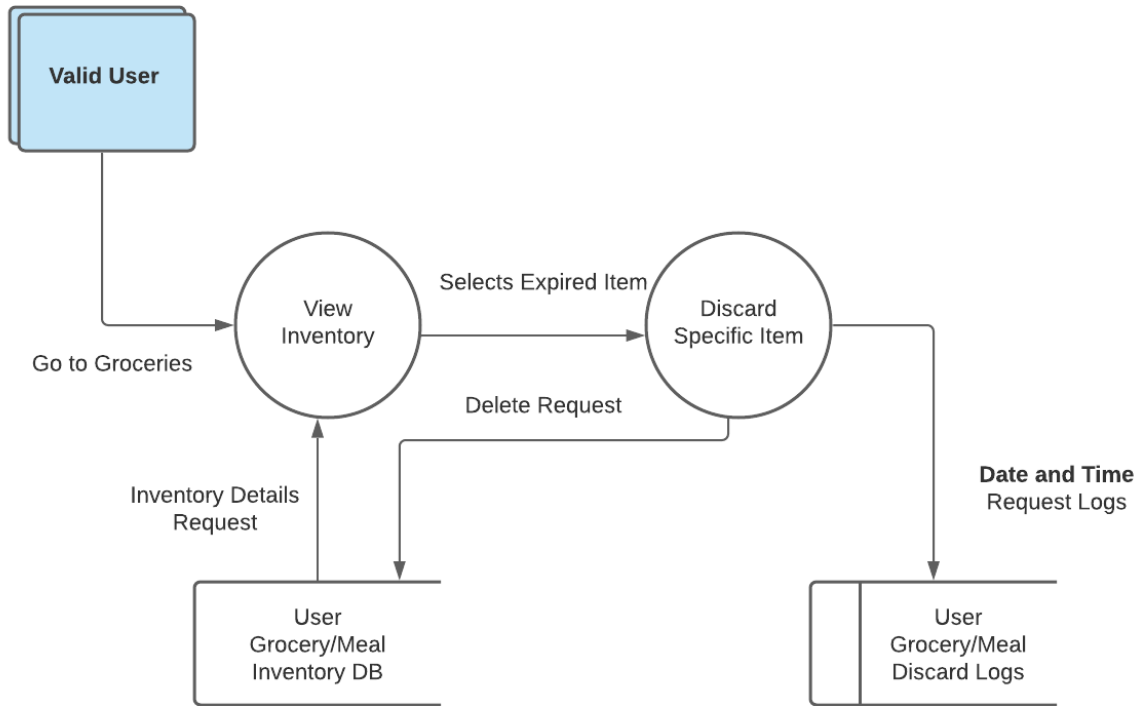 Valid User
Selects Expired Item
View
Inventory
Discard
Specific Item
Go to Groceries
Delete Request
Date and Time
Request Logs
Inventory Details
Request
User
Grocery/Meal
Inventory DB
User
Grocery/Meal
Discard Logs